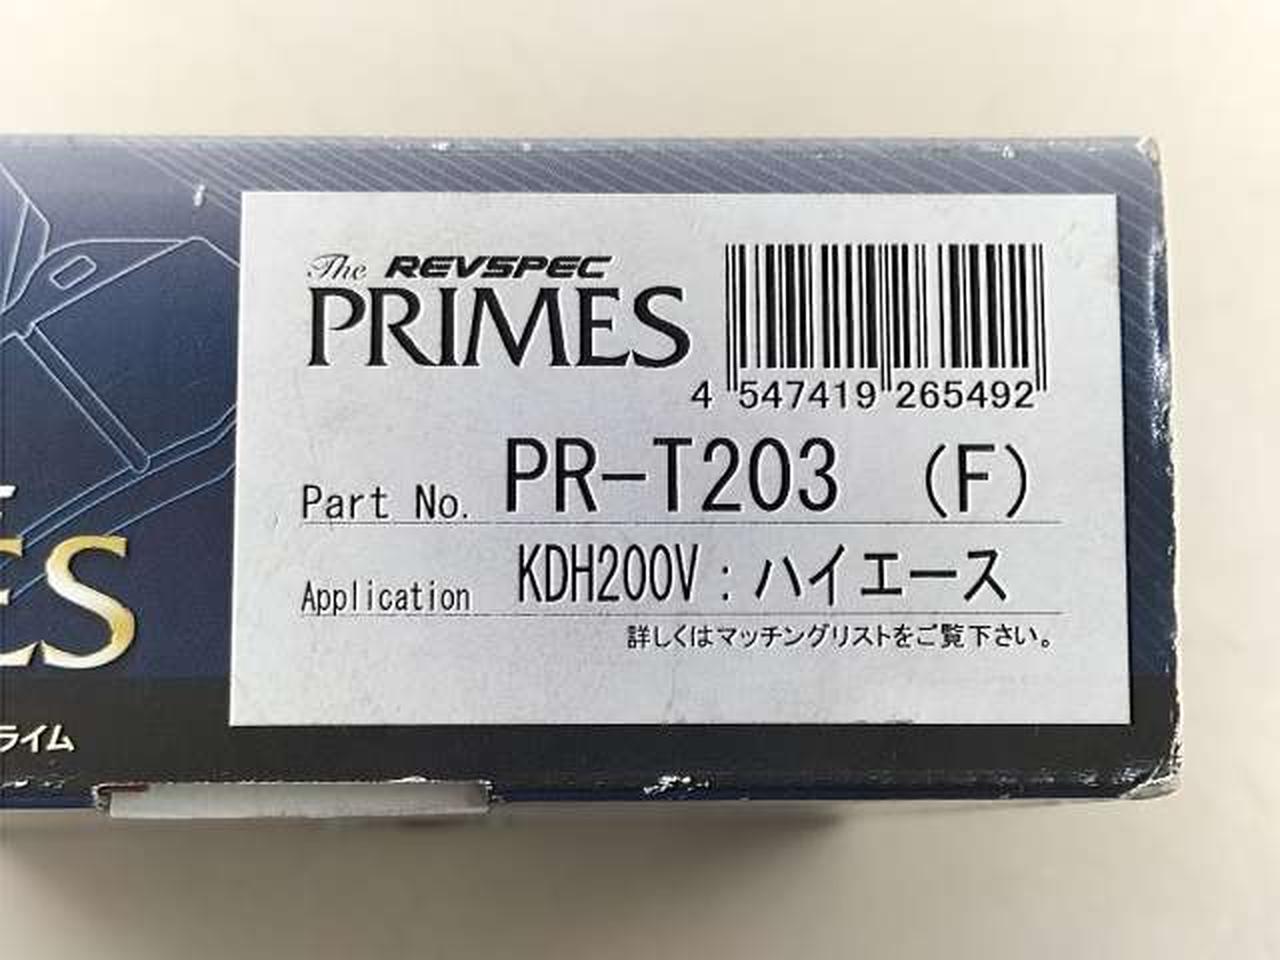 The REVSPEC
PRIMES
4 547419 265492
Part No. PR-T203 (F)
Application KDH200V : ハイエース
詳しくはマッチングリストをご覧下さい。
ES
ライム